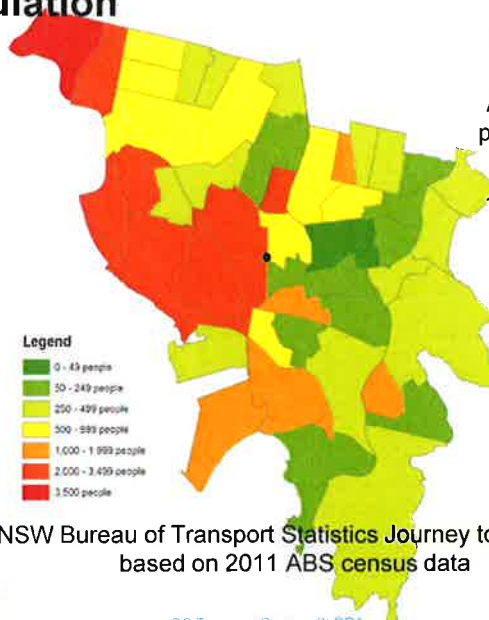 Legend
0 - 49 people
50 - 249 people
250 - 499 people
500 - 999 people
1,000 - 1,999 people
2,000 - 3,499 people
3,500 people
NSW Bureau of Transport Statistics Journey to
based on 2011 ABS census data